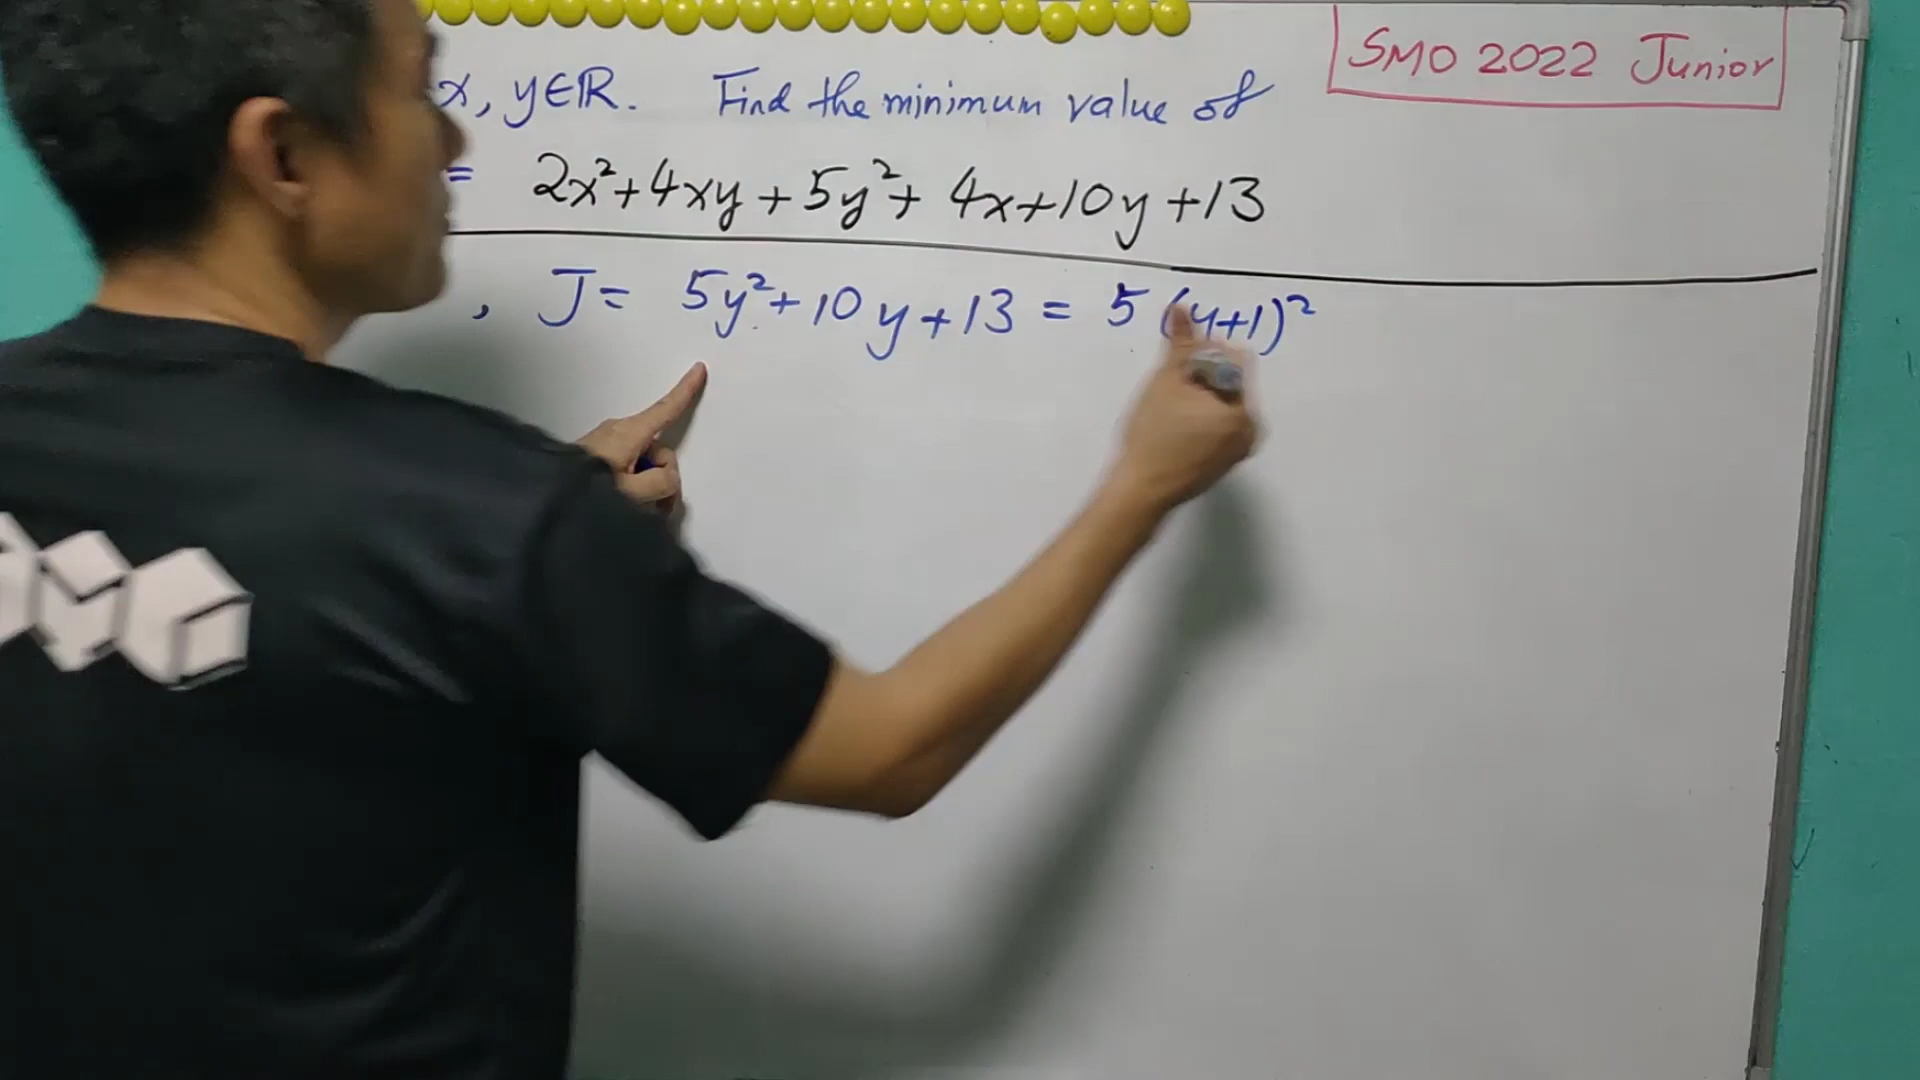 SMO 2022 Junior
x, y∈ℝ. Find the minimum value of
= 2x²+4xy+5y²+ 4x+10y+13
, J= 5y²+10y+13 = 5(y+1)²